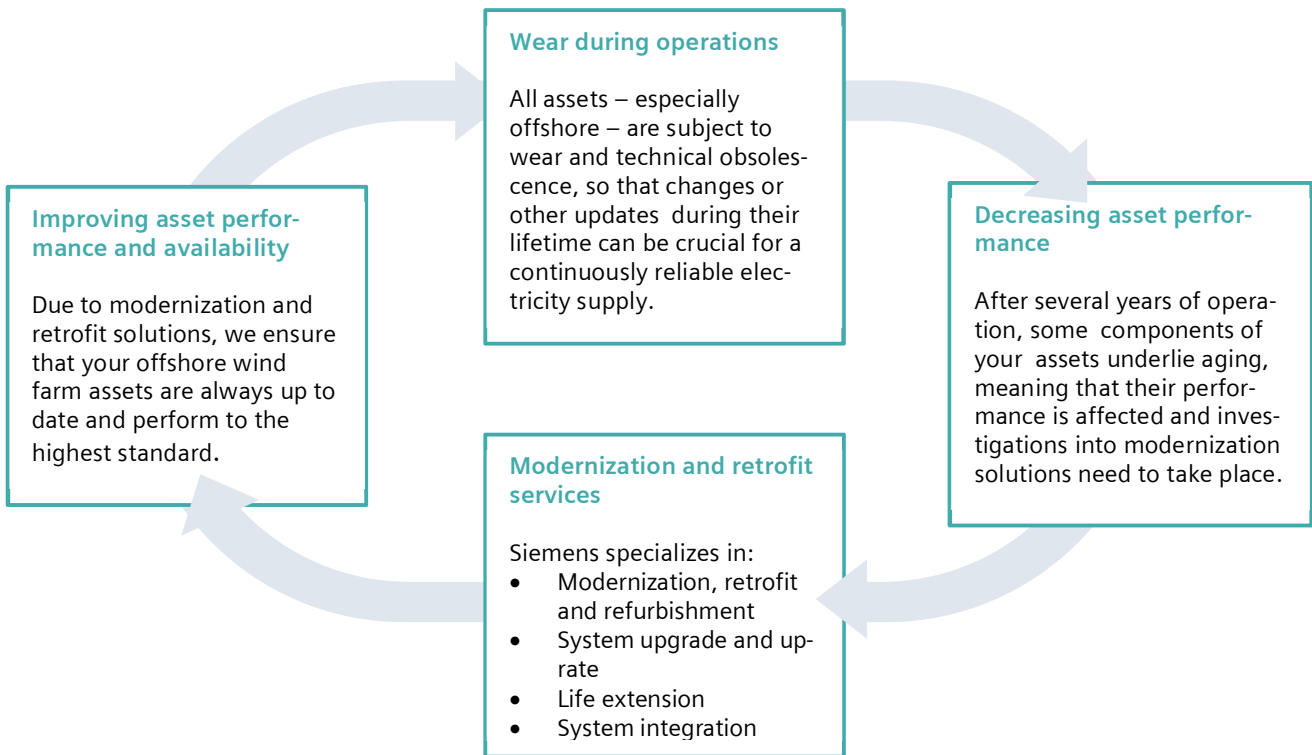 Wear during operations
All assets – especially
offshore – are subject to
wear and technical obsoles-
cence, so that changes or
other updates  during their
lifetime can be crucial for a
continuously reliable elec-
tricity supply.
Decreasing asset perfor-
mance
After several years of opera-
tion, some  components of
your  assets underlie aging,
meaning that their perfor-
mance is affected and inves-
tigations into modernization
solutions need to take place.
Modernization and retrofit
services
Siemens specializes in:
• Modernization, retrofit
and refurbishment
• System upgrade and up-
rate
• Life extension
• System integration
Improving asset perfor-
mance and availability
Due to modernization and
retrofit solutions, we ensure
that your offshore wind
farm assets are always up to
date and perform to the
highest standard.